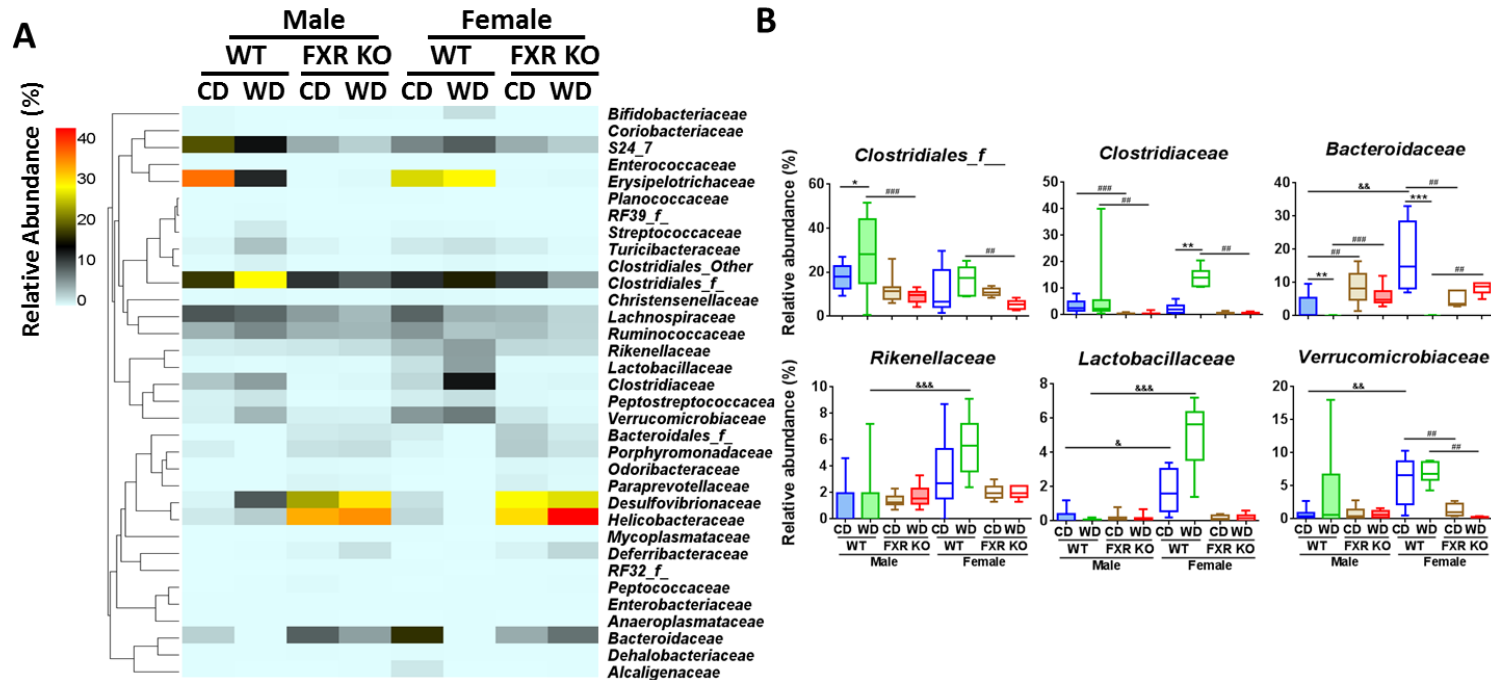 A
Male Female
WT FXR KO WT FXR KO
CD WD CD WD CD WD CD WD
Relative Abundance (%)
40
30
20
10
0
Bifidobacteriaceae
Coriobacteriaceae
S24_7
Enterococcaceae
Erysipelotrichaceae
Planococcaceae
RF39_f_
Streptococcaceae
Turicibacteraceae
Clostridiales_Other
Clostridiales_f_
Christensenellaceae
Lachnospiraceae
Ruminococcaceae
Rikenellaceae
Lactobacillaceae
Clostridiaceae
Peptostreptococcacea
Verrucomicrobiaceae
Bacteroidales_f_
Porphyromonadaceae
Odoribacteraceae
Paraprevotellaceae
Desulfovibrionaceae
Helicobacteraceae
Mycoplasmataceae
Deferribacteraceae
RF32_f_
Peptococcaceae
Enterobacteriaceae
Anaeroplasmataceae
Bacteroidaceae
Dehalobacteriaceae
Alcaligenaceae
B
Clostridiales_f__
Relative abundance (%)
60
40
20
0
* ### ##
Clostridiaceae
50
40
30
20
10
0
### ## ** ##
Bacteroidaceae
40
30
20
10
0
&& ## *** ### ## ** ##
Rikenellaceae
Relative abundance (%)
10
8
6
4
2
0
&&&
CD WD CD WD CD WD CD WD
WT FXR KO WT FXR KO
Male Female
Lactobacillaceae
8
6
4
2
0
&&&
&
CD WD CD WD CD WD CD WD
WT FXR KO WT FXR KO
Male Female
Verrucomicrobiaceae
20
15
10
5
0
&&
##
##
CD WD CD WD CD WD CD WD
WT FXR KO WT FXR KO
Male Female